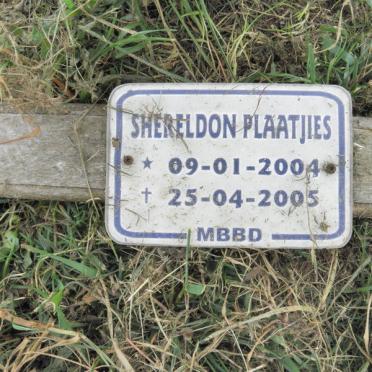 SHERELDON PLAATJIES
★ 09-01-2004
† 25-04-2005
MBBD